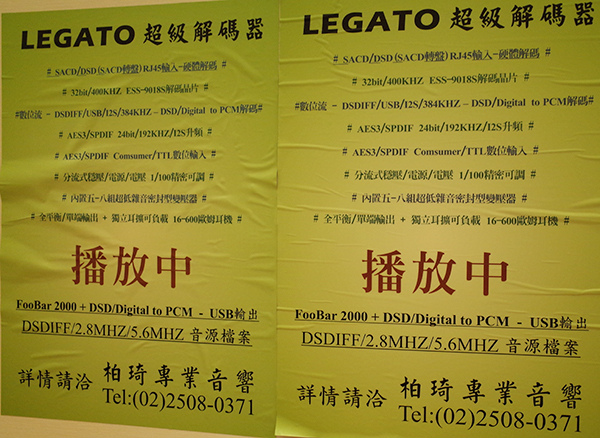 LEGATO 超級解碼器
# SACD/DSD(SACD轉盤)RJ45輸入-硬體解碼 #
# 32bit/400KHZ ESS-9018S解碼晶片 #
#數位流 - DSDIFF/USB/I2S/384KHZ – DSD/Digital to PCM解碼#
# AES3/SPDIF 24bit/192KHZ/I2S升頻 #
# AES3/SPDIF Comsumer/TTL數位輸入 #
# 分流式穩壓/電源/電壓 1/100精密可調 #
# 內置五-八組超低雜音密封型變壓器 #
# 全平衡/單端輸出 + 獨立耳擴可負載 16-600歐姆耳機 #
播放中
FooBar 2000 + DSD/Digital to PCM - USB輸出
DSDIFF/2.8MHZ/5.6MHZ 音源檔案
詳情請洽 柏琦專業音響
Tel:(02)2508-0371
LEGATO 超級解碼器
# SACD/DSD(SACD轉盤)RJ45輸入-硬體解碼 #
# 32bit/400KHZ ESS-9018S解碼晶片 #
#數位流 - DSDIFF/USB/I2S/384KHZ – DSD/Digital to PCM解碼#
# AES3/SPDIF 24bit/192KHZ/I2S升頻 #
# AES3/SPDIF Comsumer/TTL數位輸入 #
# 分流式穩壓/電源/電壓 1/100精密可調 #
# 內置五-八組超低雜音密封型變壓器 #
# 全平衡/單端輸出 + 獨立耳擴可負載 16-600歐姆耳機 #
播放中
FooBar 2000 + DSD/Digital to PCM - USB輸出
DSDIFF/2.8MHZ/5.6MHZ 音源檔案
詳情請洽 柏琦專業音響
Tel:(02)2508-0371